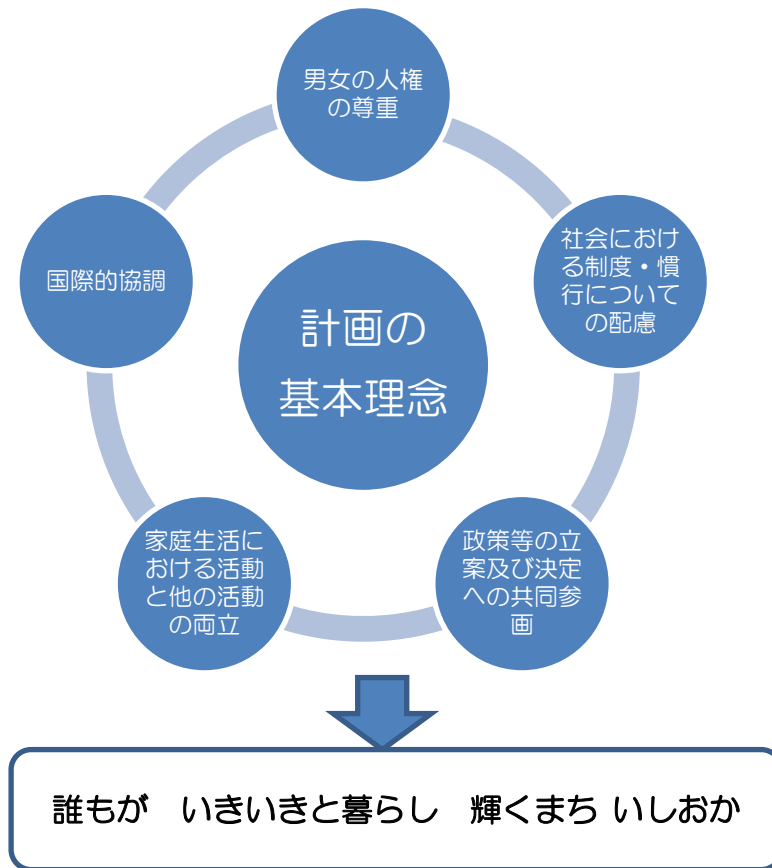 男女の人権
の尊重
社会におけ
る制度・慣
行について
の配慮
政策等の立
案及び決定
への共同参
画
家庭生活に
おける活動
と他の活動
の両立
国際的協調
計画の
基本理念
誰もが　いきいきと暮らし　輝くまち いしおか